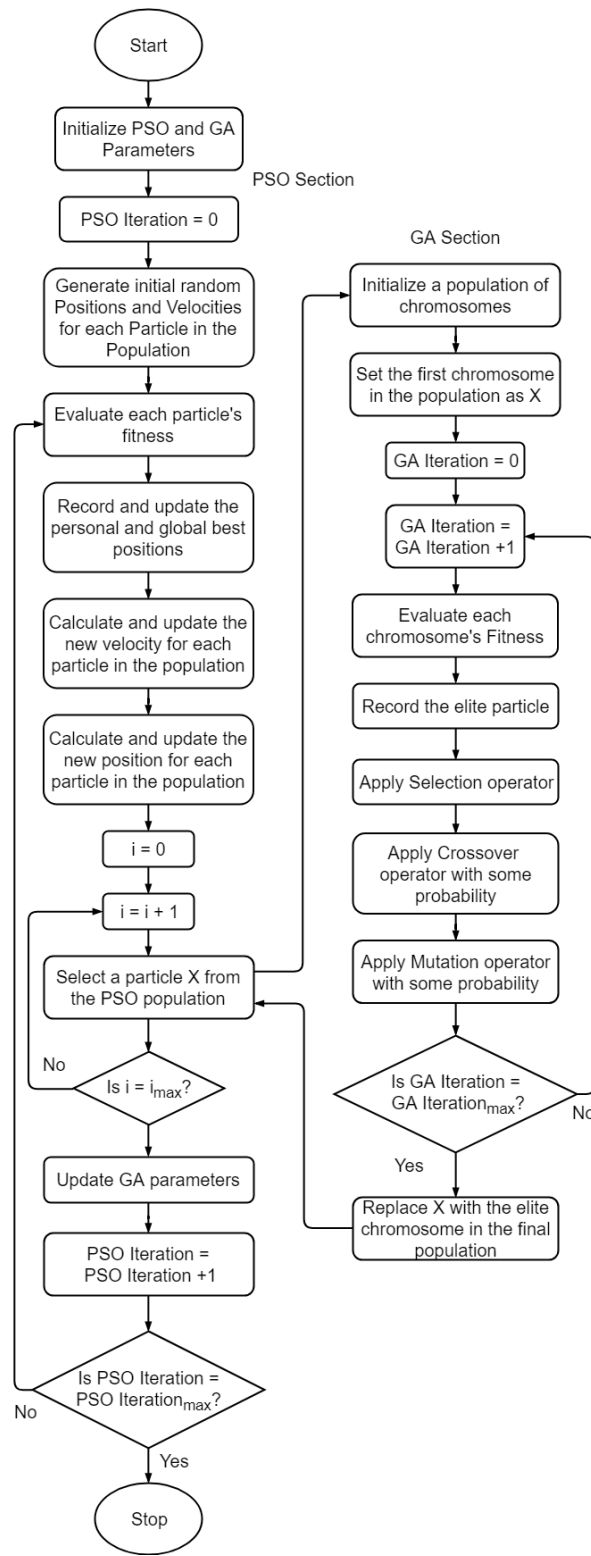 Start
Initialize PSO and GA
Parameters
PSO Section
PSO Iteration = 0
Generate initial random
Positions and Velocities
for each Particle in the
Population
Evaluate each particle's
fitness
Record and update the
personal and global best
positions
Calculate and update the
new velocity for each
particle in the population
Calculate and update the
new position for each
particle in the population
i = 0
i = i + 1
Select a particle X from
the PSO population
No
Is i = imax?
Update GA parameters
PSO Iteration =
PSO Iteration +1
Is PSO Iteration =
PSO Iterationmax?
No
Yes
Stop
GA Section
Initialize a population of
chromosomes
Set the first chromosome
in the population as X
GA Iteration = 0
GA Iteration =
GA Iteration +1
Evaluate each
chromosome's Fitness
Record the elite particle
Apply Selection operator
Apply Crossover
operator with some
probability
Apply Mutation operator
with some probability
Is GA Iteration =
GA Iterationmax?
No
Yes
Replace X with the elite
chromosome in the final
population